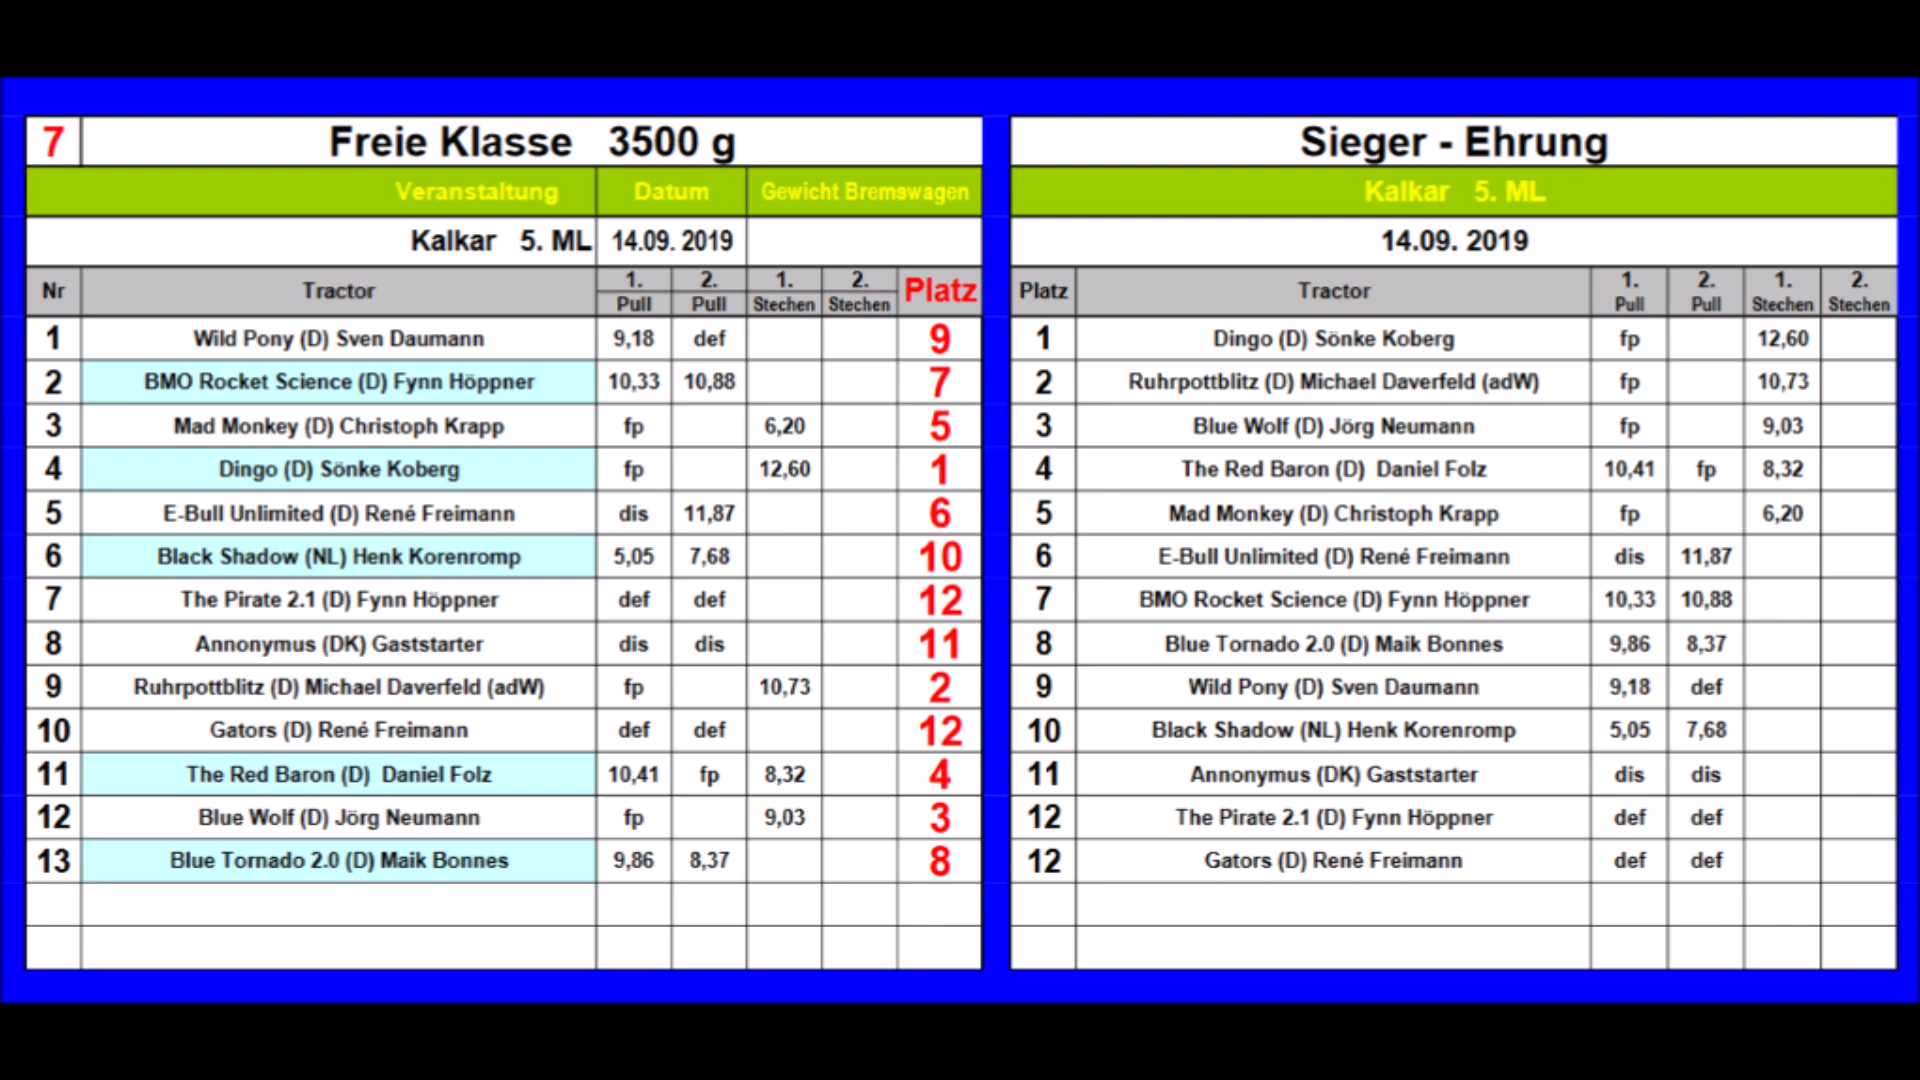 7 Freie Klasse 3500 g
Veranstaltung Datum Gewicht Bremswagen
Kalkar 5. ML 14.09. 2019
Nr Tractor 1. Pull 2. Pull 1. Stechen 2. Stechen Platz
1 Wild Pony (D) Sven Daumann 9,18 def 9
2 BMO Rocket Science (D) Fynn Höppner 10,33 10,88 7
3 Mad Monkey (D) Christoph Krapp fp 6,20 5
4 Dingo (D) Sönke Koberg fp 12,60 1
5 E-Bull Unlimited (D) René Freimann dis 11,87 6
6 Black Shadow (NL) Henk Korenromp 5,05 7,68 10
7 The Pirate 2.1 (D) Fynn Höppner def def 12
8 Annonymus (DK) Gaststarter dis dis 11
9 Ruhrpottblitz (D) Michael Daverfeld (adW) fp 10,73 2
10 Gators (D) René Freimann def def 12
11 The Red Baron (D) Daniel Folz 10,41 fp 8,32 4
12 Blue Wolf (D) Jörg Neumann fp 9,03 3
13 Blue Tornado 2.0 (D) Maik Bonnes 9,86 8,37 8
Sieger - Ehrung
Kalkar 5. ML
14.09. 2019
Platz Tractor 1. Pull 2. Pull 1. Stechen 2. Stechen
1 Dingo (D) Sönke Koberg fp 12,60
2 Ruhrpottblitz (D) Michael Daverfeld (adW) fp 10,73
3 Blue Wolf (D) Jörg Neumann fp 9,03
4 The Red Baron (D) Daniel Folz 10,41 fp 8,32
5 Mad Monkey (D) Christoph Krapp fp 6,20
6 E-Bull Unlimited (D) René Freimann dis 11,87
7 BMO Rocket Science (D) Fynn Höppner 10,33 10,88
8 Blue Tornado 2.0 (D) Maik Bonnes 9,86 8,37
9 Wild Pony (D) Sven Daumann 9,18 def
10 Black Shadow (NL) Henk Korenromp 5,05 7,68
11 Annonymus (DK) Gaststarter dis dis
12 The Pirate 2.1 (D) Fynn Höppner def def
12 Gators (D) René Freimann def def